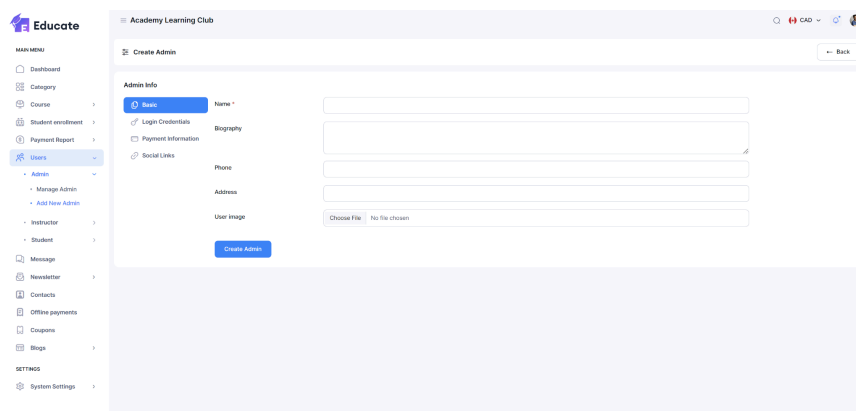 Educate
Academy Learning Club
CAD
MAIN MENU
Dashboard
Category
Course
Student enrollment
Payment Report
Users
Admin
Manage Admin
Add New Admin
Instructor
Student
Message
Newsletter
Contacts
Offline payments
Coupons
Blogs
SETTINGS
System Settings
Create Admin
← Back
Admin Info
Basic
Login Credentials
Payment Information
Social Links
Name *
Biography
Phone
Address
User image
Choose File No file chosen
Create Admin